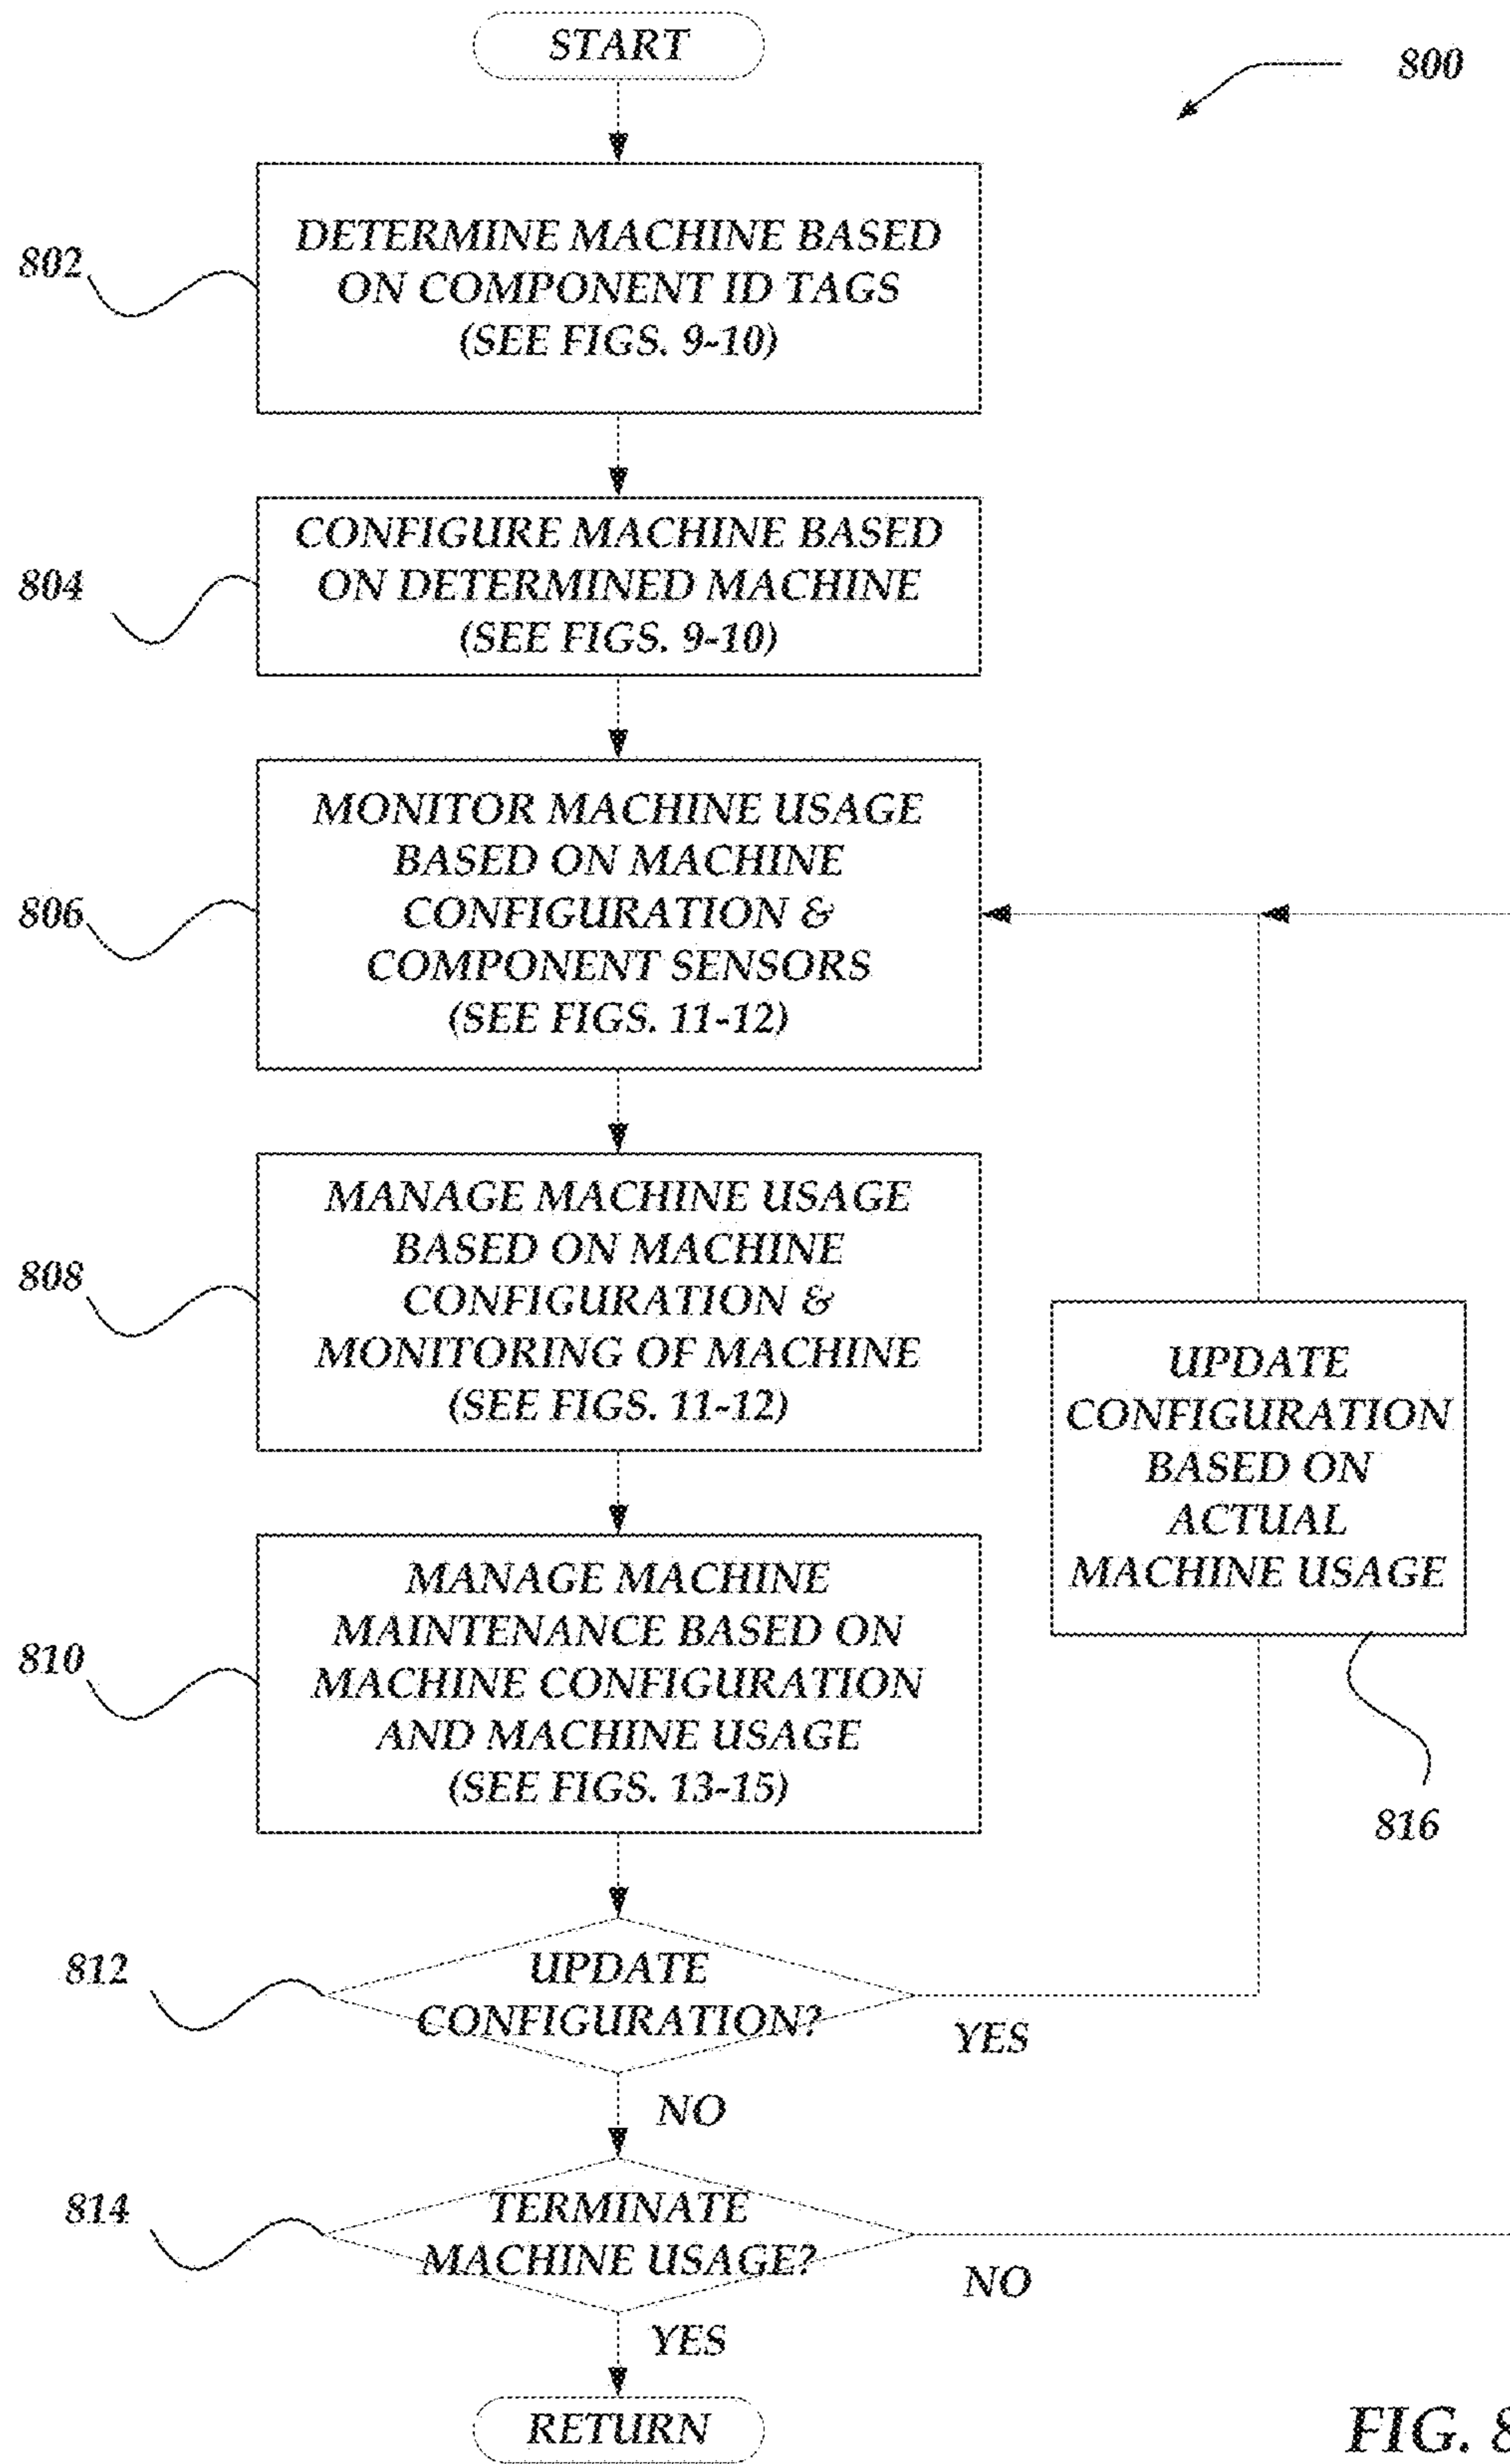 START
800
802
DETERMINE MACHINE BASED
ON COMPONENT ID TAGS
(SEE FIGS. 9-10)
804
CONFIGURE MACHINE BASED
ON DETERMINED MACHINE
(SEE FIGS. 9-10)
806
MONITOR MACHINE USAGE
BASED ON MACHINE
CONFIGURATION &
COMPONENT SENSORS
(SEE FIGS. 11-12)
808
MANAGE MACHINE USAGE
BASED ON MACHINE
CONFIGURATION &
MONITORING OF MACHINE
(SEE FIGS. 11-12)
UPDATE
CONFIGURATION
BASED ON
ACTUAL
MACHINE USAGE
816
810
MANAGE MACHINE
MAINTENANCE BASED ON
MACHINE CONFIGURATION
AND MACHINE USAGE
(SEE FIGS. 13-15)
812
UPDATE
CONFIGURATION?
YES
NO
814
TERMINATE
MACHINE USAGE?
NO
YES
RETURN
FIG. 8